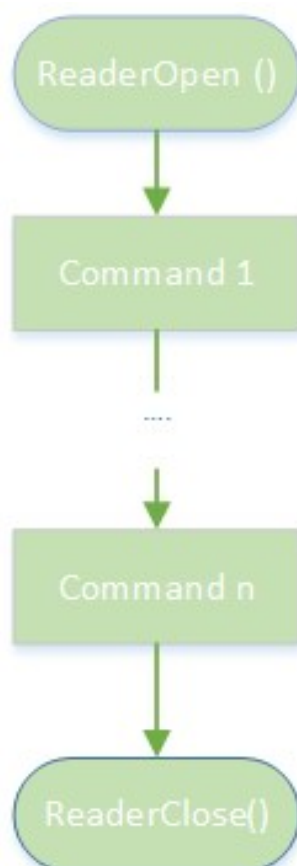 ReaderOpen ()
Command 1
....
Command n
ReaderClose()